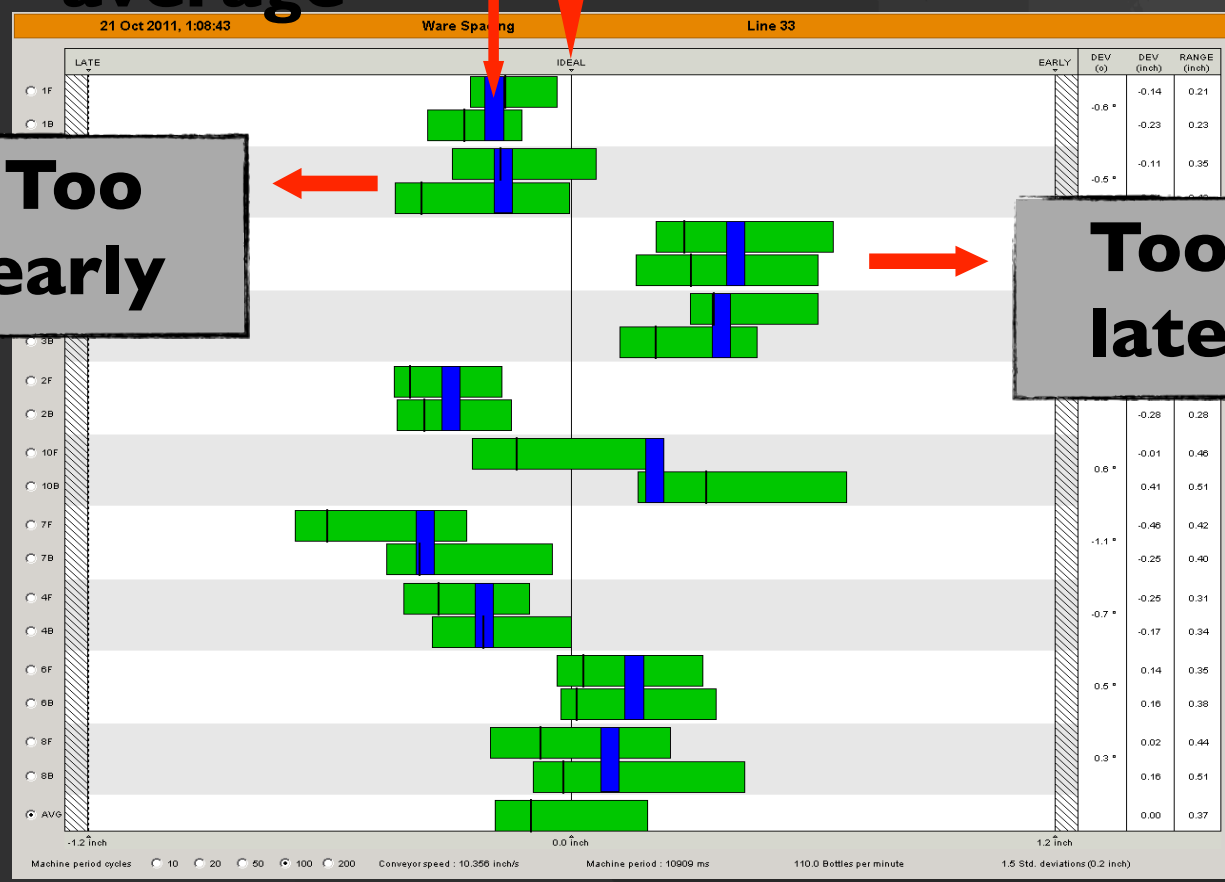 average
21 Oct 2011, 1:08:43 Ware Spacing Line 33
LATE IDEAL EARLY DEV (o) DEV (inch) RANGE (inch)
1F -0.14 0.21
-0.6 °
1B -0.23 0.23
Too early
-0.11 0.35
-0.5 °
Too late
3B
2F
2B -0.28 0.28
10F -0.01 0.46
0.6 °
10B 0.41 0.51
7F -0.46 0.42
-1.1 °
7B -0.25 0.40
4F -0.25 0.31
-0.7 °
4B -0.17 0.34
6F 0.14 0.35
0.5 °
6B 0.16 0.38
8F 0.02 0.44
0.3 °
8B 0.16 0.51
AVG 0.00 0.37
-1.2 inch 0.0 inch 1.2 inch
Machine period cycles 10 20 50 100 200 Conveyor speed : 10.356 inch/s Machine period : 10909 ms 110.0 Bottles per minute 1.5 Std. deviations (0.2 inch)